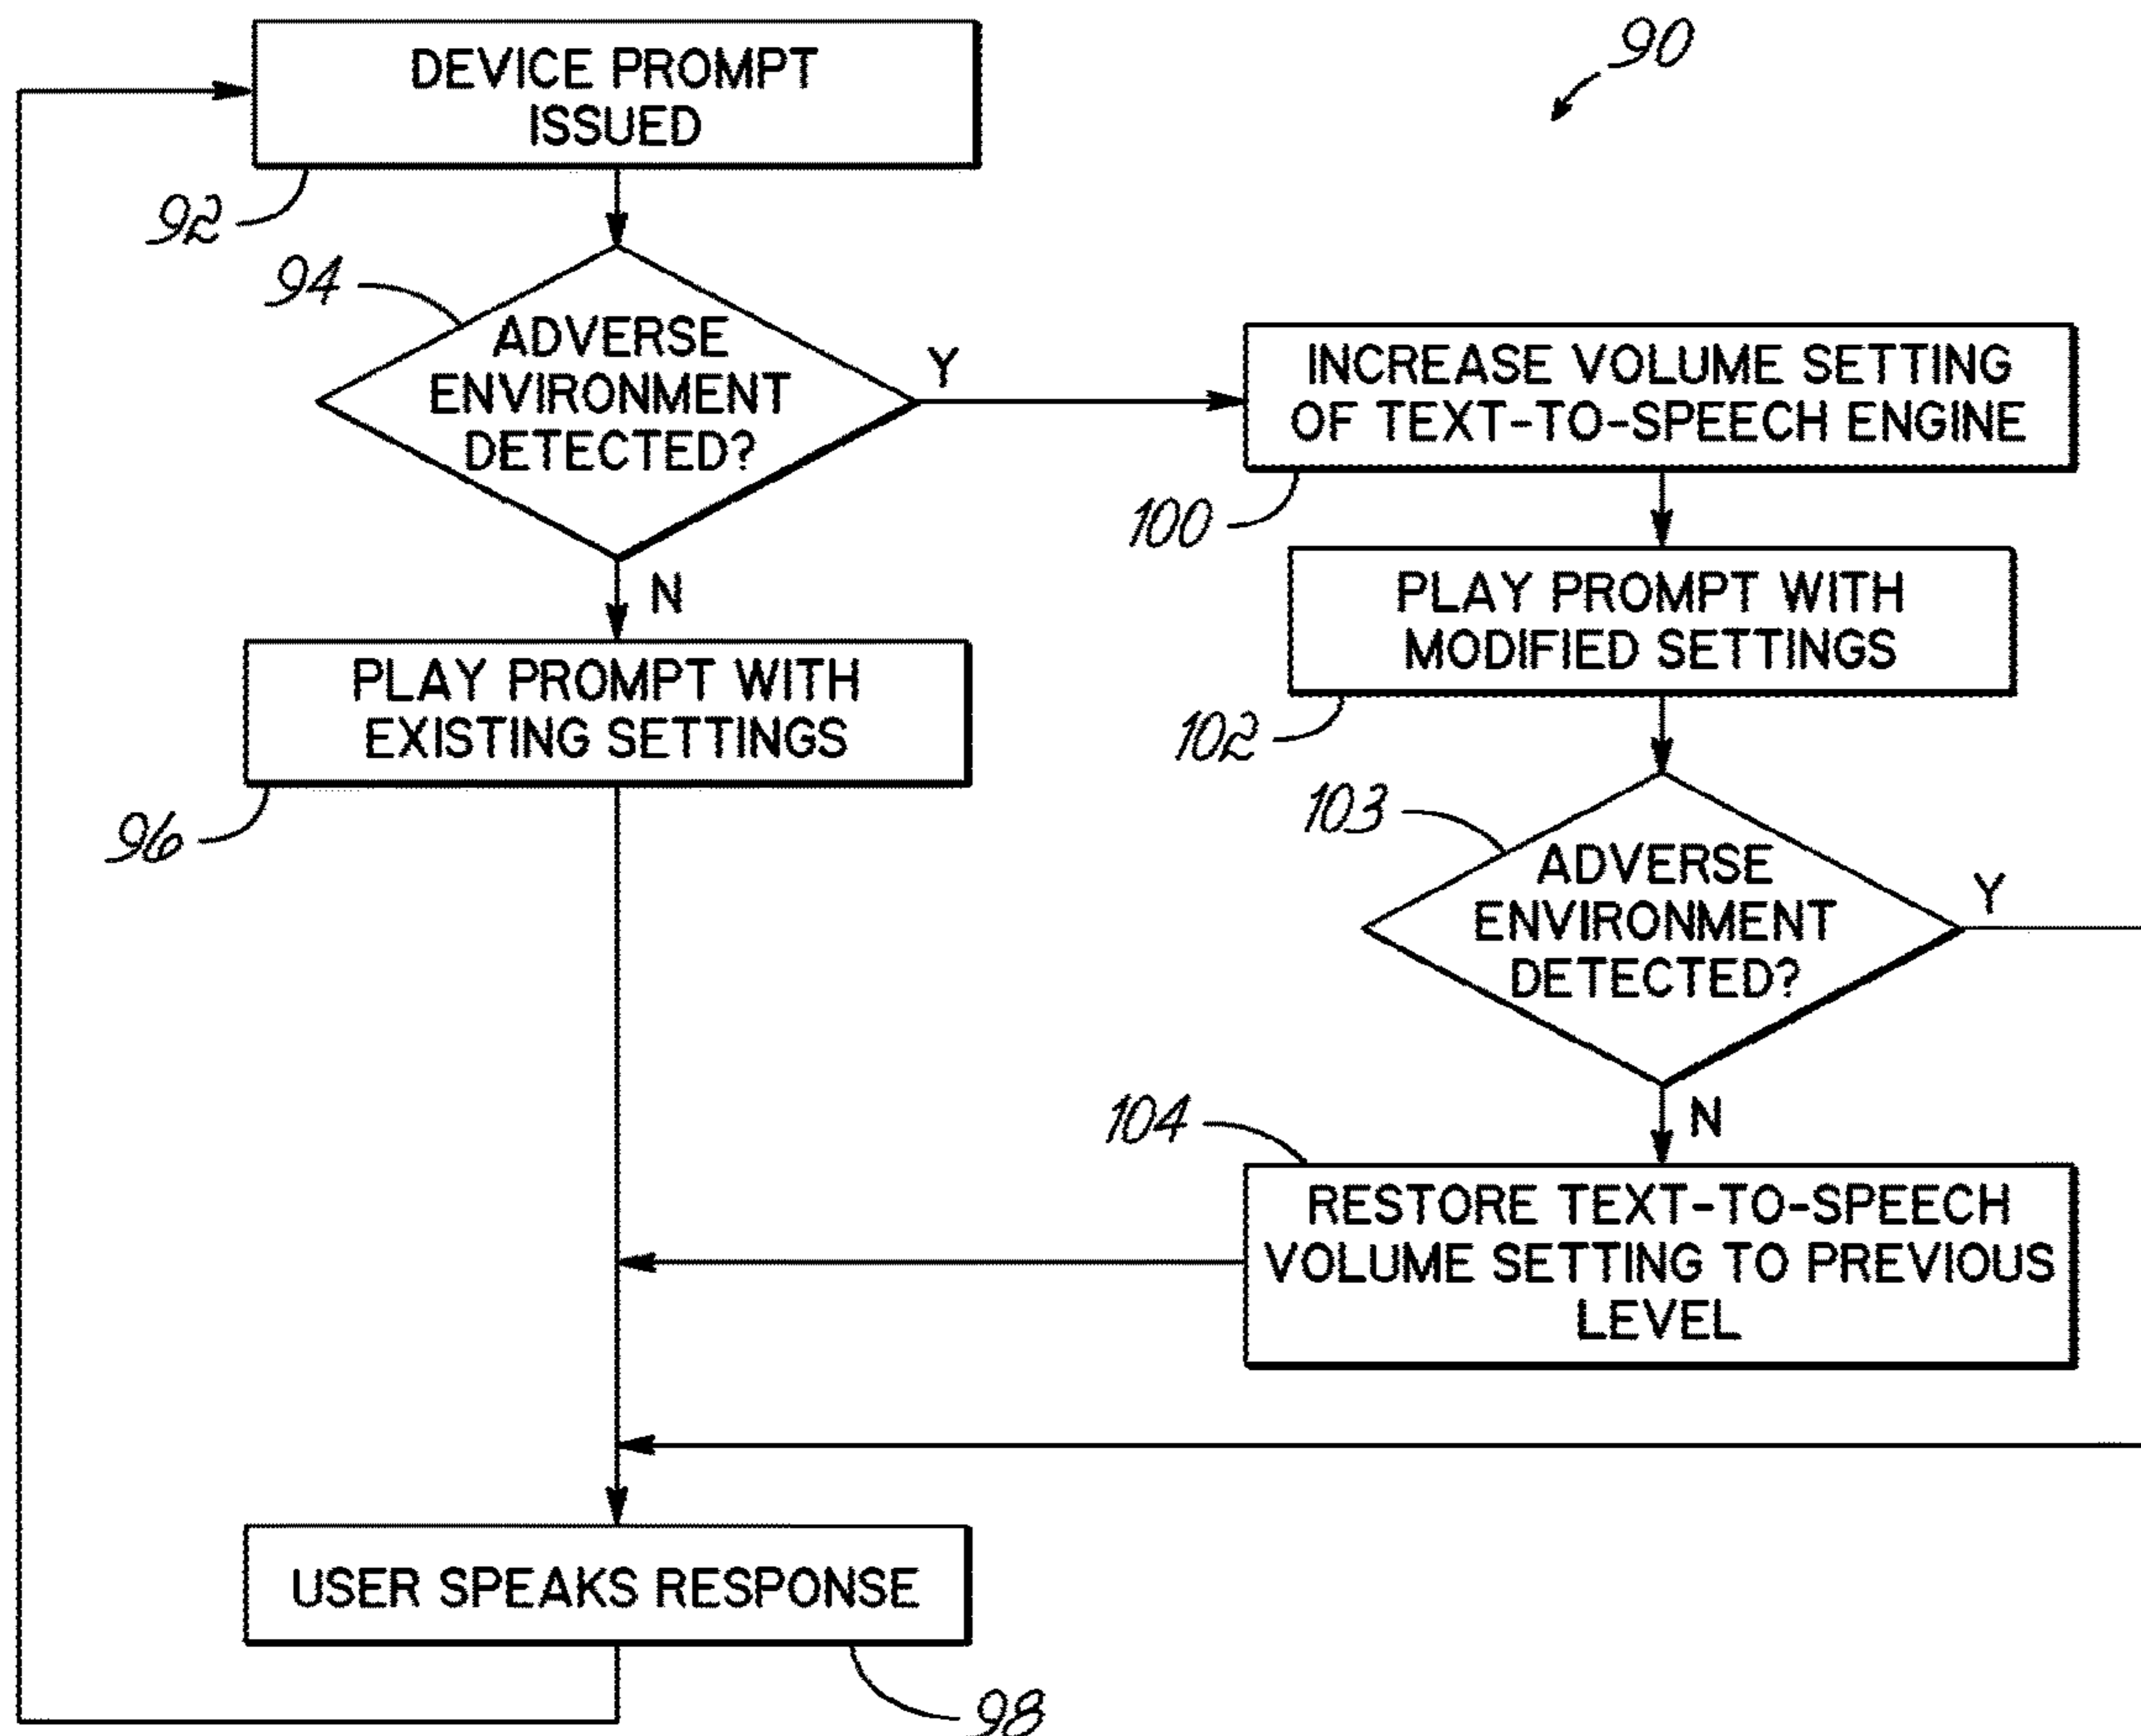 90
DEVICE PROMPT
ISSUED
92
94
ADVERSE
ENVIRONMENT
DETECTED?
Y
N
INCREASE VOLUME SETTING
OF TEXT-TO-SPEECH ENGINE
100
PLAY PROMPT WITH
MODIFIED SETTINGS
102
PLAY PROMPT WITH
EXISTING SETTINGS
96
103
ADVERSE
ENVIRONMENT
DETECTED?
Y
N
104
RESTORE TEXT-TO-SPEECH
VOLUME SETTING TO PREVIOUS
LEVEL
USER SPEAKS RESPONSE
98